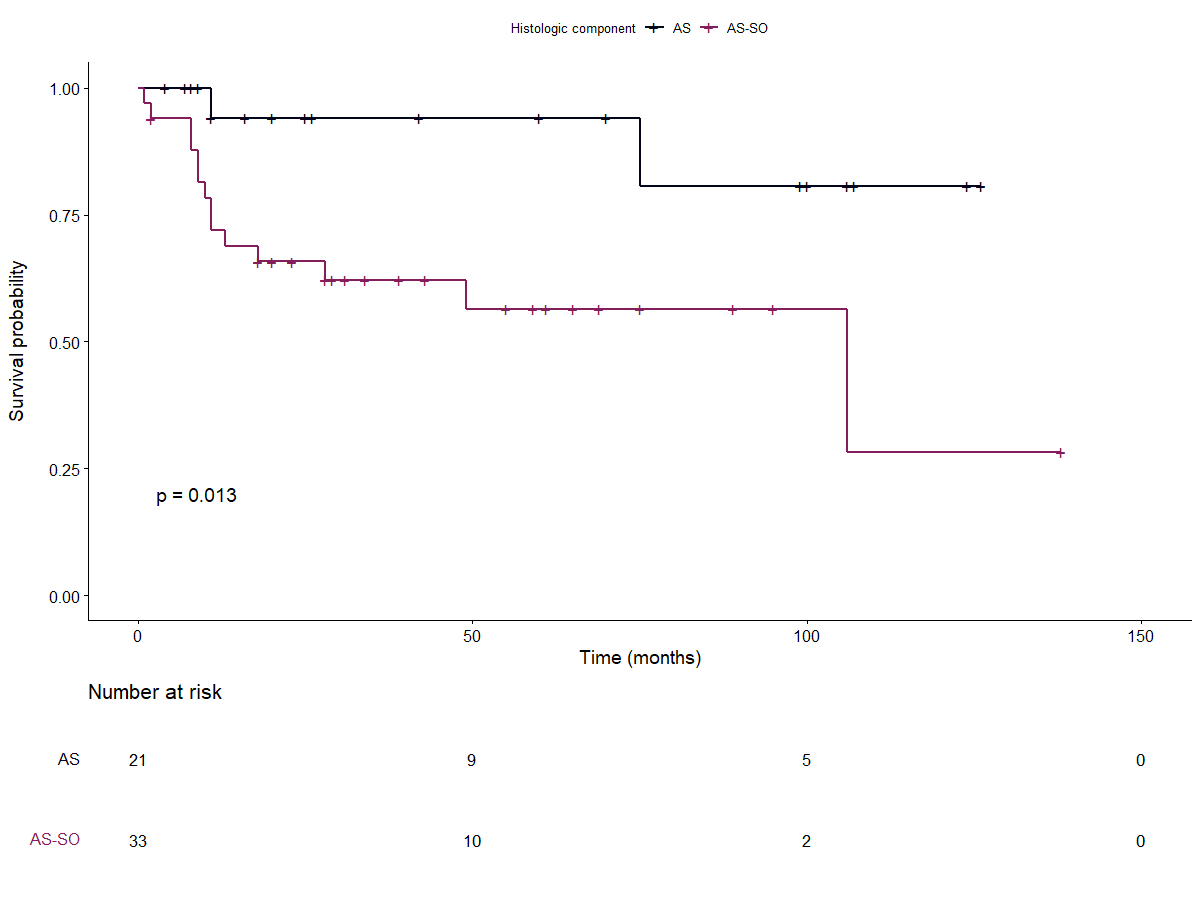 Histologic component AS AS-SO
1.00
0.75
0.50
0.25
0.00
Survival probability
p = 0.013
0 50 100 150
Time (months)
Number at risk
AS 21 9 5 0
AS-SO 33 10 2 0